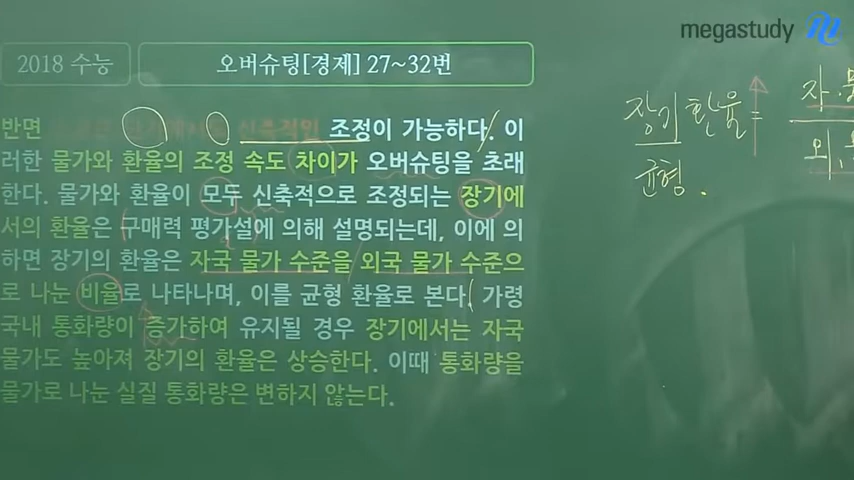 megastudy
2018 수능
오버슈팅[경제] 27~32번
반면 신축적인 조정이 가능하다. 이
러한 물가와 환율의 조정 속도 차이가 오버슈팅을 초래
한다. 물가와 환율이 모두 신축적으로 조정되는 장기에
서의 환율은 구매력 평가설에 의해 설명되는데, 이에 의
하면 장기의 환율은 자국 물가 수준을 외국 물가 수준으
로 나눈 비율로 나타나며, 이를 균형 환율로 본다. 가령
국내 통화량이 증가하여 유지될 경우 장기에서는 자국
물가도 높아져 장기의 환율은 상승한다. 이때 통화량을
물가로 나눈 실질 통화량은 변하지 않는다.
장기 환율 = 자.물
외.
균형.